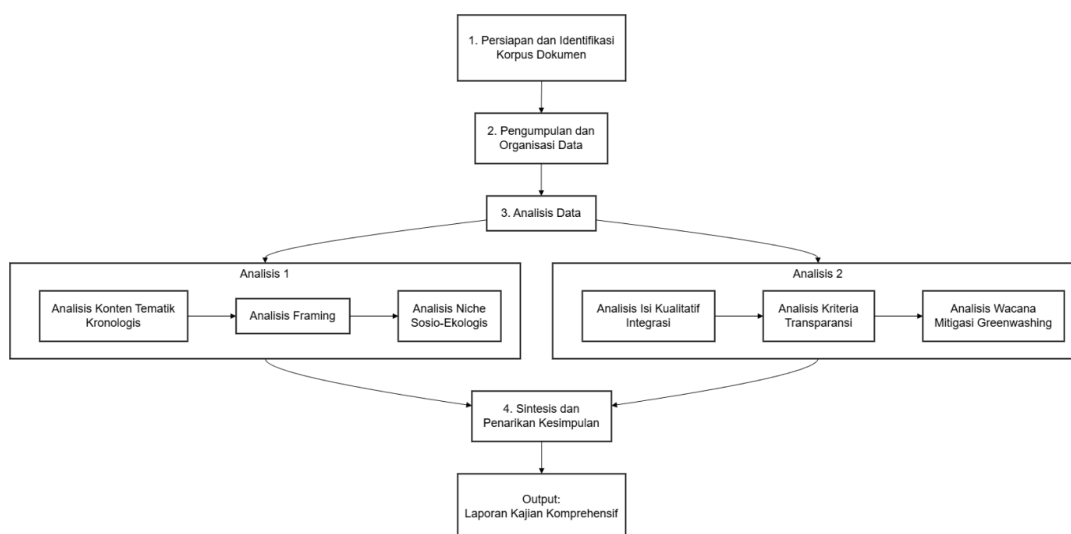 1. Persiapan dan Identifikasi
Korpus Dokumen
2. Pengumpulan dan
Organisasi Data
3. Analisis Data
Analisis 1
Analisis Konten Tematik
Kronologis
Analisis Framing
Analisis Niche
Sosio-Ekologis
Analisis 2
Analisis Isi Kualitatif
Integrasi
Analisis Kriteria
Transparansi
Analisis Wacana
Mitigasi Greenwashing
4. Sintesis dan
Penarikan Kesimpulan
Output:
Laporan Kajian Komprehensif